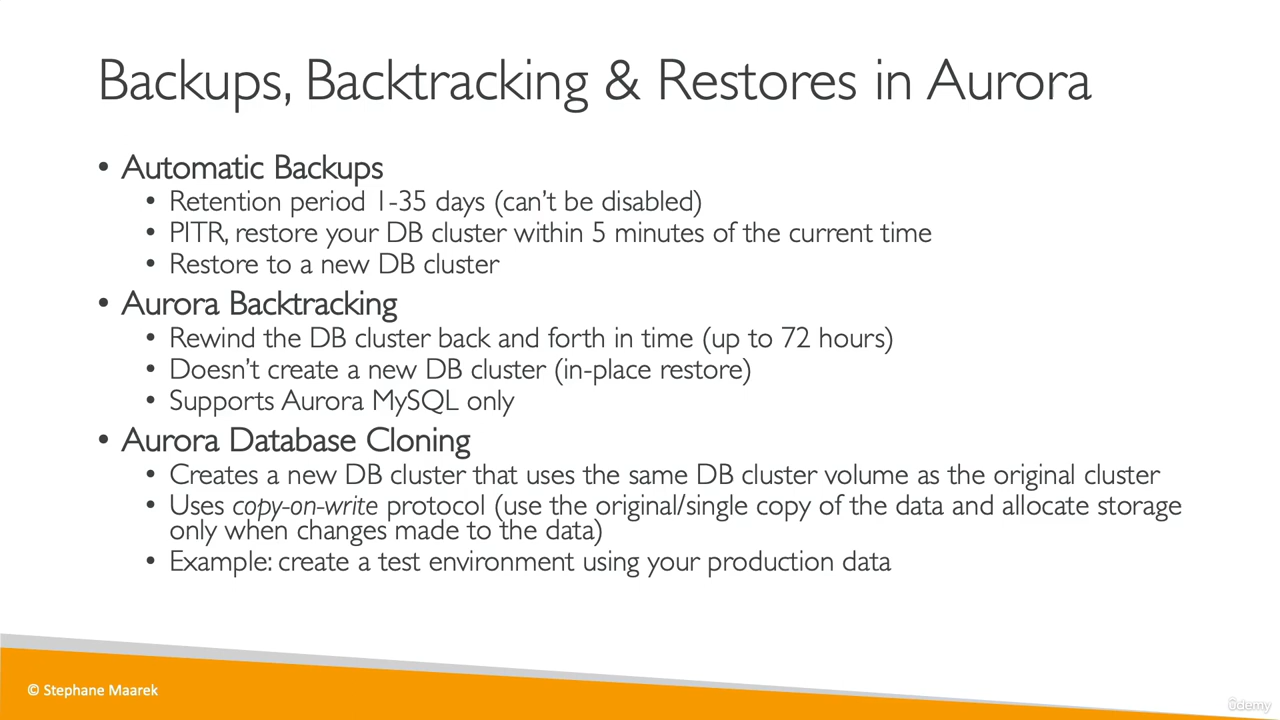 Backups, Backtracking & Restores in Aurora
• Automatic Backups
• Retention period 1-35 days (can't be disabled)
• PITR, restore your DB cluster within 5 minutes of the current time
• Restore to a new DB cluster
• Aurora Backtracking
• Rewind the DB cluster back and forth in time (up to 72 hours)
• Doesn't create a new DB cluster (in-place restore)
• Supports Aurora MySQL only
• Aurora Database Cloning
• Creates a new DB cluster that uses the same DB cluster volume as the original cluster
• Uses copy-on-write protocol (use the original/single copy of the data and allocate storage
only when changes made to the data)
• Example: create a test environment using your production data
© Stephane Maarek
ûdemy